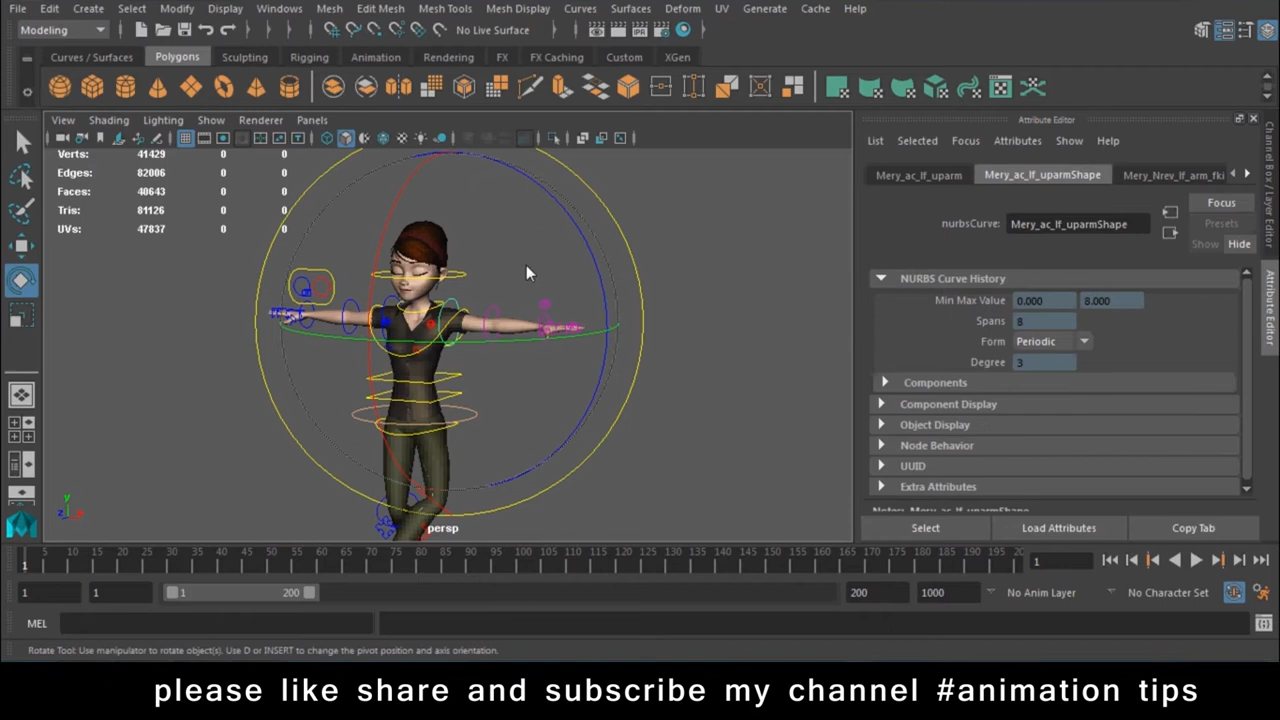 File Edit Create Select Modify Display Windows Mesh Edit Mesh Mesh Tools Mesh Display Curves Surfaces Deform UV Generate Cache Help
Modeling No Live Surface
Curves / Surfaces Polygons Sculpting Rigging Animation Rendering FX FX Caching Custom XGen
View Shading Lighting Show Renderer Panels
Attribute Editor
List Selected Focus Attributes Show Help
Verts: 41429 0 0
Edges: 82006 0 0
Faces: 40643 0 0
Tris: 81126 0 0
UVs: 47837 0 0
Mery_ac_lf_uparm Mery_ac_lf_uparmShape Mery_Nrev_lf_arm_fki
Focus
nurbsCurve: Mery_ac_lf_uparmShape Presets
Show Hide
NURBS Curve History
Min Max Value 0.000 8.000
Spans 8
Form Periodic
Degree 3
Components
Component Display
Object Display
Node Behavior
UUID
Extra Attributes
Notes: Mery_ac_lf_uparmShape
Select Load Attributes Copy Tab
Channel Box / Layer Editor
Attribute Editor
y
z x
persp
5 10 15 20 25 30 35 40 45 50 55 60 65 70 75 80 85 90 95 100 105 110 115 120 125 130 135 140 145 150 155 160 165 170 175 180 185 190 195 20
1 1
1 1 1 200 200 1000 No Anim Layer No Character Set
MEL
Rotate Tool: Use manipulator to rotate object(s). Use D or INSERT to change the pivot position and axis orientation.
please like share and subscribe my channel #animation tips